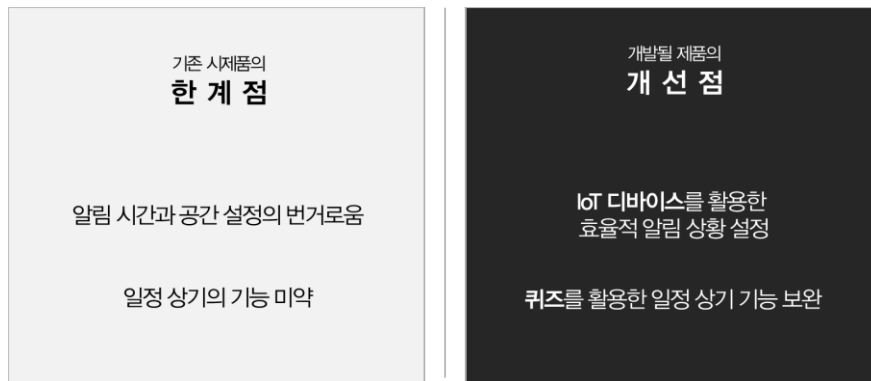 기존 시제품의
한 계 점
알림 시간과 공간 설정의 번거로움
일정 상기의 기능 미약
개발될 제품의
개 선 점
IoT 디바이스를 활용한
효율적 알림 상황 설정
퀴즈를 활용한 일정 상기 기능 보완